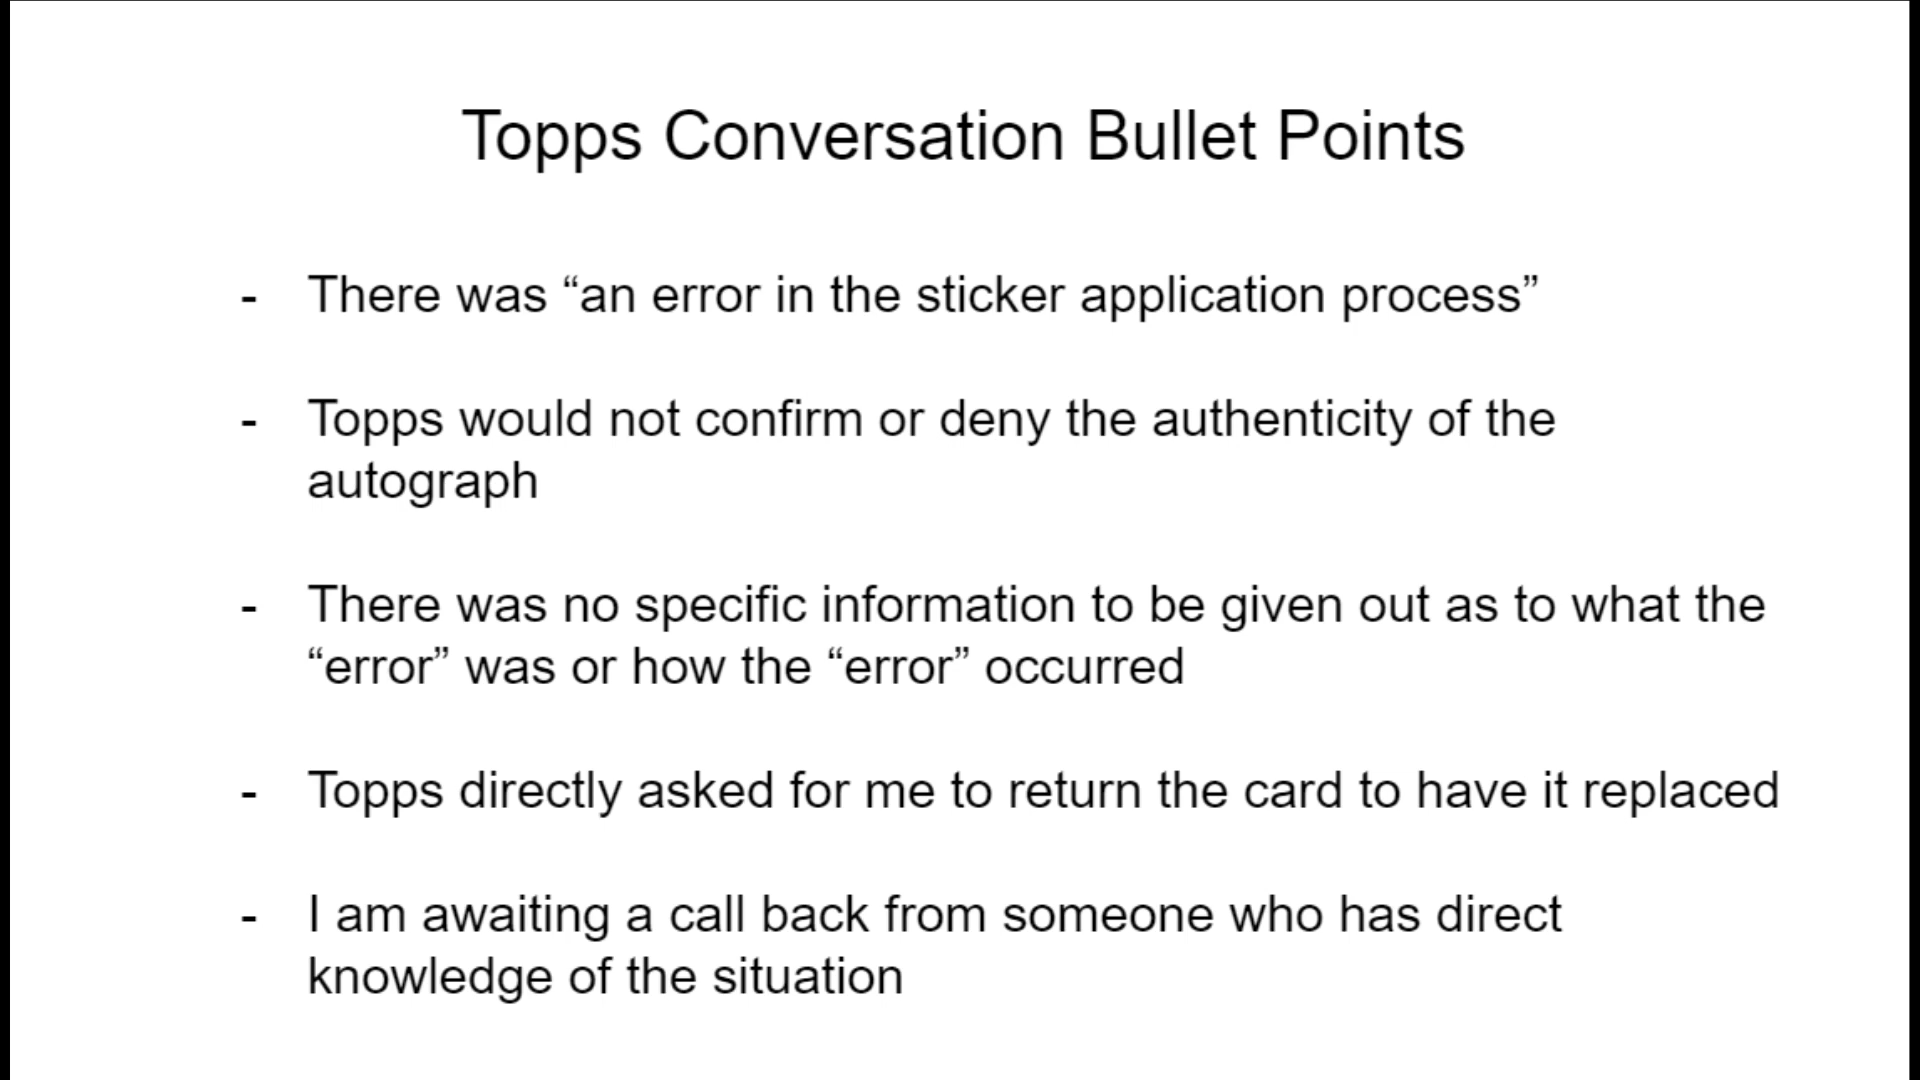 Topps Conversation Bullet Points
- There was “an error in the sticker application process”
- Topps would not confirm or deny the authenticity of the
autograph
- There was no specific information to be given out as to what the
“error” was or how the “error” occurred
- Topps directly asked for me to return the card to have it replaced
- I am awaiting a call back from someone who has direct
knowledge of the situation